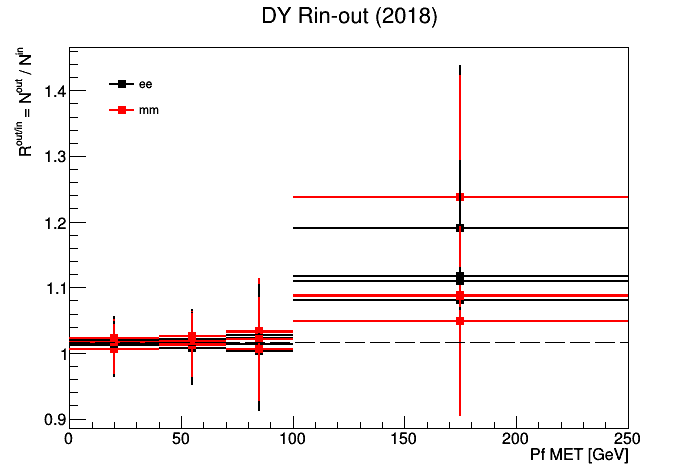 DY Rin-out (2018)
R^out/in = N^out / N^in
ee
mm
1.4
1.3
1.2
1.1
1
0.9
0 50 100 150 200 250
Pf MET [GeV]